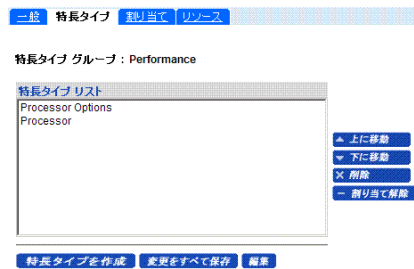 一般 特長タイプ 割り当て リソース
特長タイプ グループ : Performance
特長タイプ リスト
Processor Options
Processor
上に移動
下に移動
削除
割り当て解除
特長タイプを作成 変更をすべて保存 編集